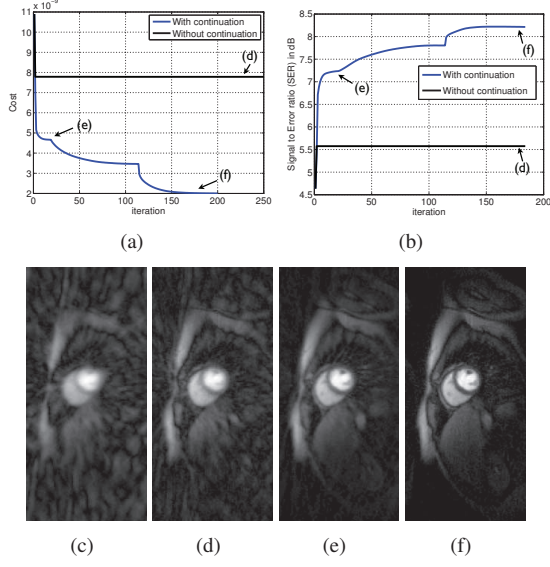 x 10⁻⁹
11
10
9
8
7
6
5
4
3
2
0 50 100 150 200 250
Cost
iteration
With continuation
Without continuation
(d)
(e)
(f)
(a)
8.5
8
7.5
7
6.5
6
5.5
5
4.5
0 50 100 150 200
Signal to Error ratio (SER) in dB
iteration
(f)
(e)
With continuation
Without continuation
(d)
(b)
(c) (d) (e) (f)